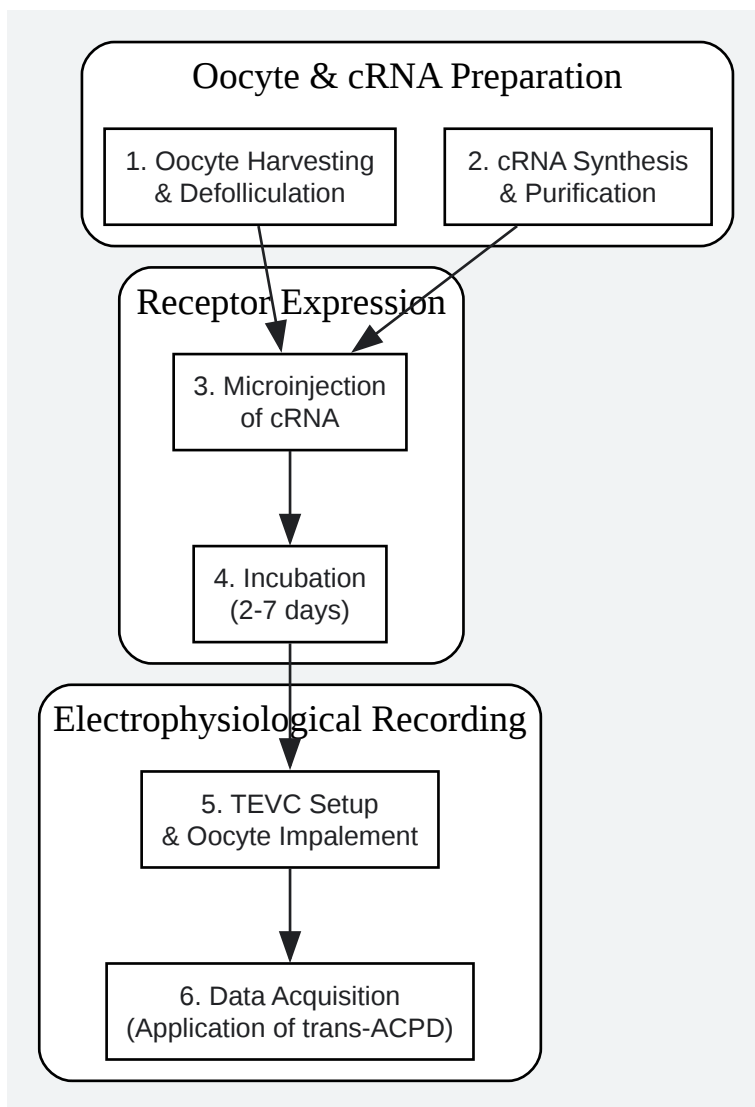 Oocyte & cRNA Preparation
1. Oocyte Harvesting
& Defolliculation
2. cRNA Synthesis
& Purification
Receptor Expression
3. Microinjection
of cRNA
4. Incubation
(2-7 days)
Electrophysiological Recording
5. TEVC Setup
& Oocyte Impalement
6. Data Acquisition
(Application of trans-ACPD)